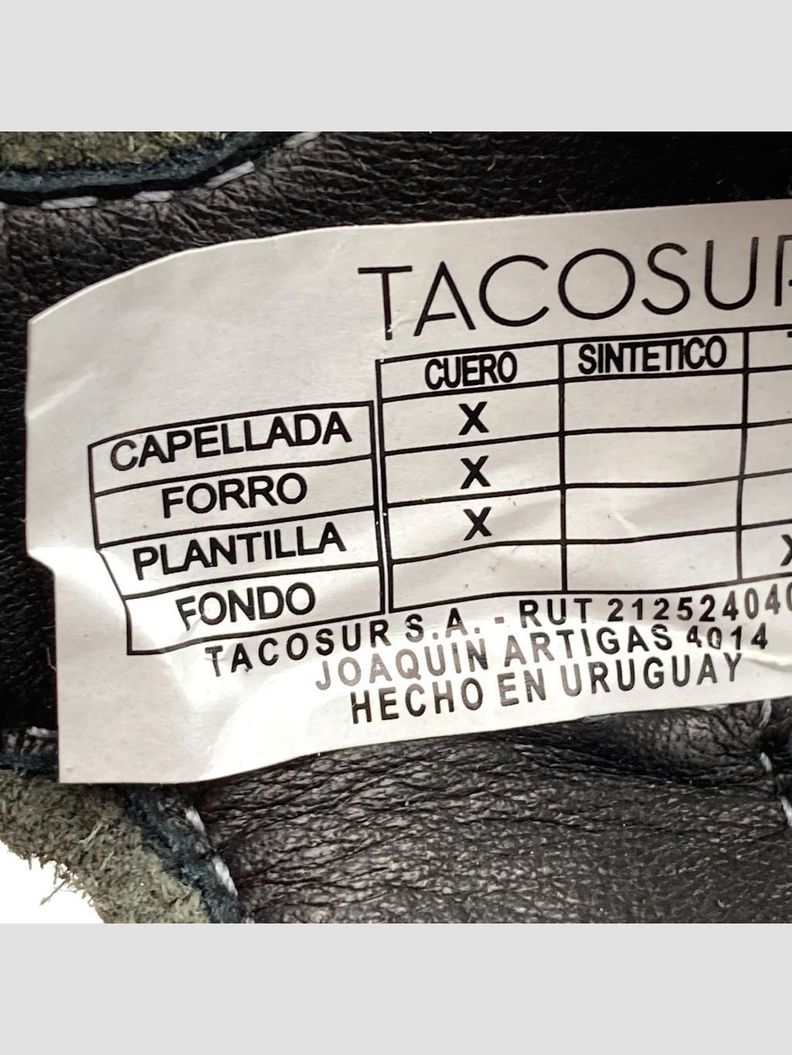 TACOSUR
CUERO SINTETICO
CAPELLADA X
FORRO X
PLANTILLA X
FONDO X
TACOSUR S.A. - RUT 21252404
JOAQUIN ARTIGAS 4014
HECHO EN URUGUAY